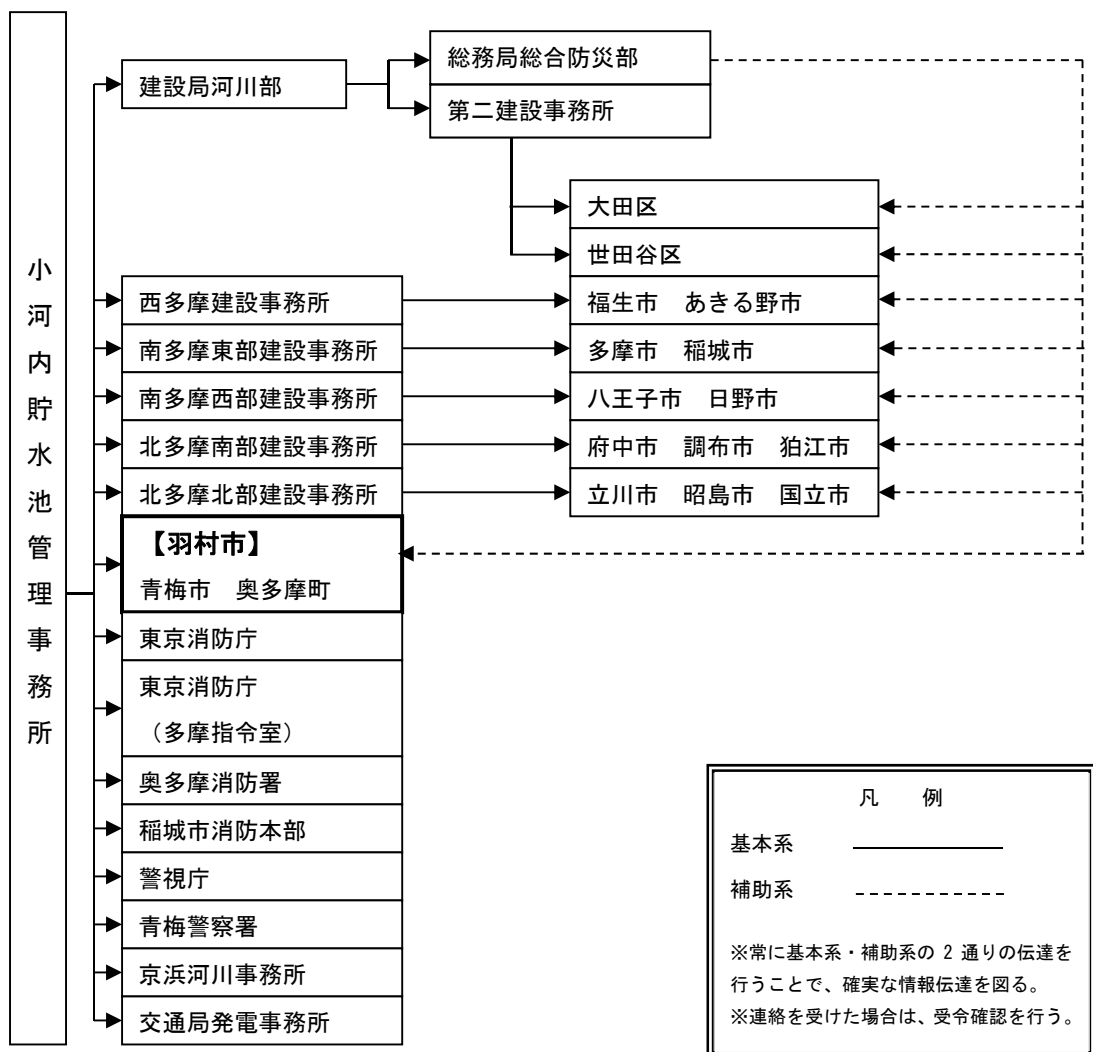 小河内貯水池管理事務所
建設局河川部
総務局総合防災部
第二建設事務所
大田区
世田谷区
西多摩建設事務所
福生市 あきる野市
南多摩東部建設事務所
多摩市 稲城市
南多摩西部建設事務所
八王子市 日野市
北多摩南部建設事務所
府中市 調布市 狛江市
北多摩北部建設事務所
立川市 昭島市 国立市
【羽村市】
青梅市 奥多摩町
東京消防庁
東京消防庁
（多摩指令室）
奥多摩消防署
稲城市消防本部
警視庁
青梅警察署
京浜河川事務所
交通局発電事務所
凡 例
基本系
補助系
※常に基本系・補助系の 2 通りの伝達を
行うことで、確実な情報伝達を図る。
※連絡を受けた場合は、受令確認を行う。